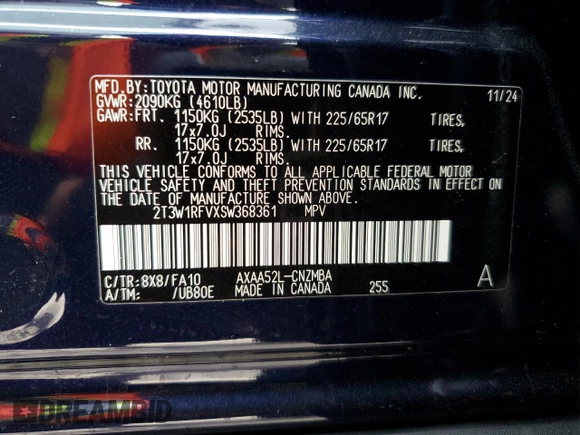 MFD.BY:TOYOTA MOTOR MANUFACTURING CANADA INC. 11/24
GVWR:2090KG (4610LB)
GAWR:FRT. 1150KG (2535LB) WITH 225/65R17 TIRES,
17x7.0J RIMS.
RR. 1150KG (2535LB) WITH 225/65R17 TIRES,
17x7.0J RIMS.
THIS VEHICLE CONFORMS TO ALL APPLICABLE FEDERAL MOTOR
VEHICLE SAFETY AND THEFT PREVENTION STANDARDS IN EFFECT ON
THE DATE OF MANUFACTURE SHOWN ABOVE.
2T3W1RFVXSW368361 MPV
C/TR:8X8/FA10 AXAA52L-CNZMBA
A/TM: /UB80E MADE IN CANADA 255 A
DREAMBID